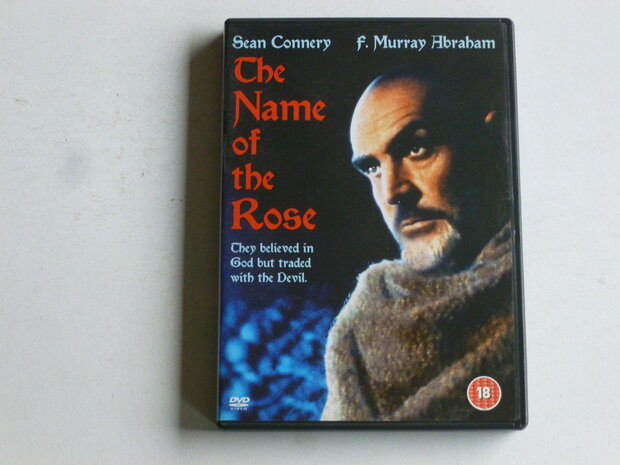 Sean Connery F. Murray Abraham
The
Name
of
the
Rose
They believed in
God but traded
with the Devil.
DVD
VIDEO
18